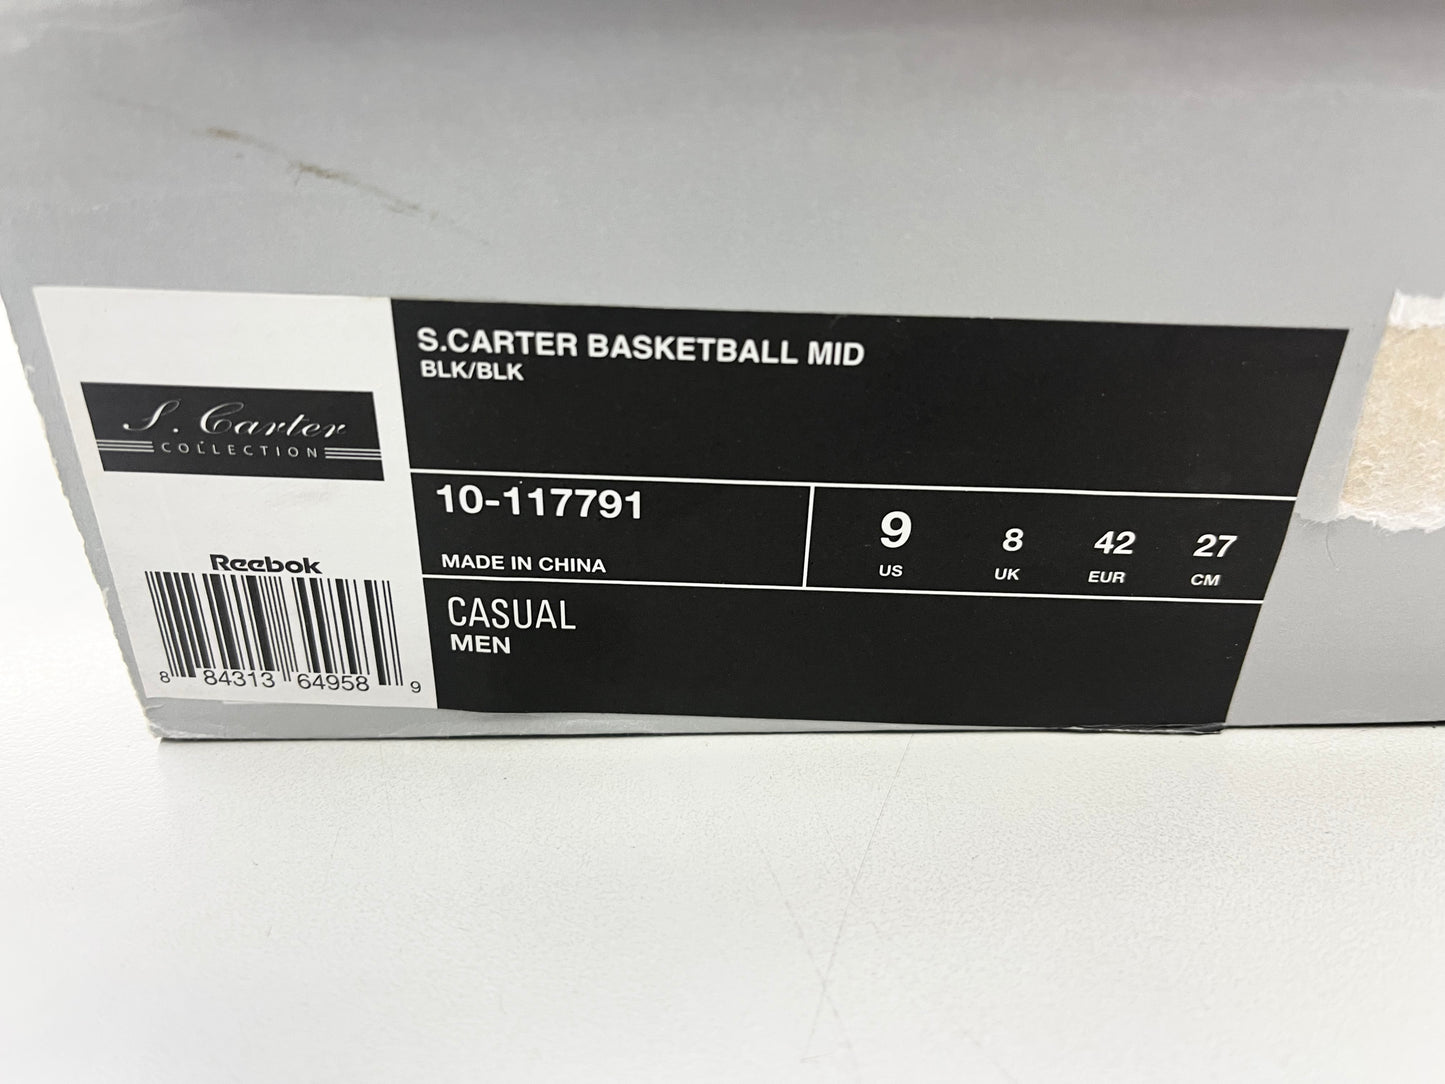 S.CARTER BASKETBALL MID
BLK/BLK
S. Carter
COLLECTION
10-117791
MADE IN CHINA
9
US
8
UK
42
EUR
27
CM
Reebok
8 84313 64958 9
CASUAL
MEN